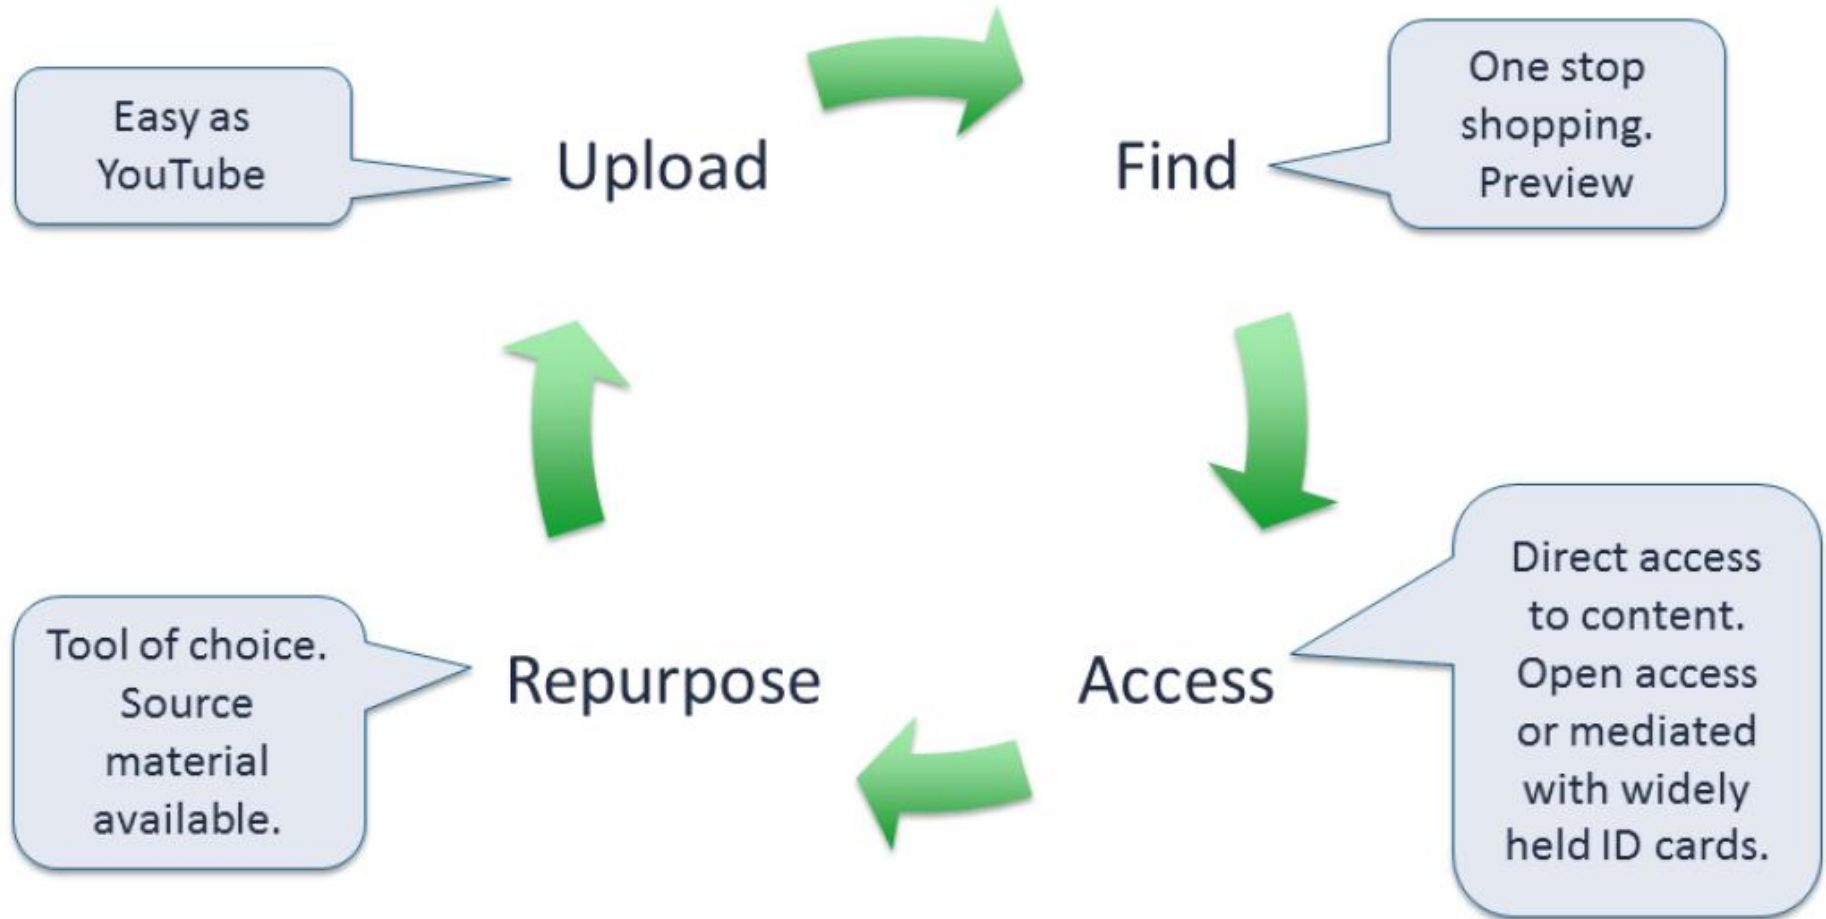 Easy as
YouTube
Upload
Find
One stop
shopping.
Preview
Tool of choice.
Source
material
available.
Repurpose
Access
Direct access
to content.
Open access
or mediated
with widely
held ID cards.